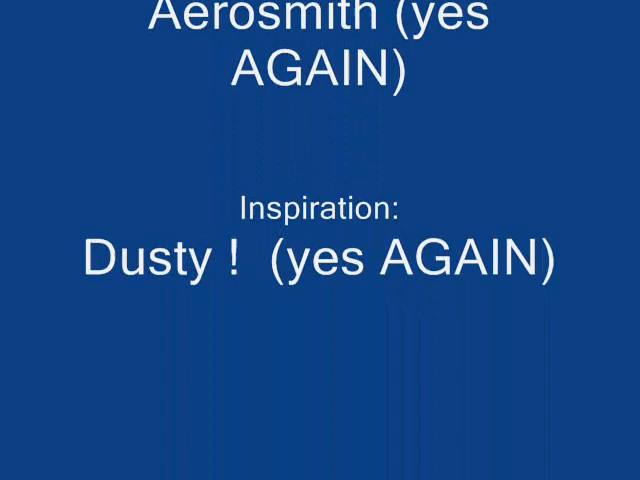 Aerosmith (yes
AGAIN)
Inspiration:
Dusty !  (yes AGAIN)